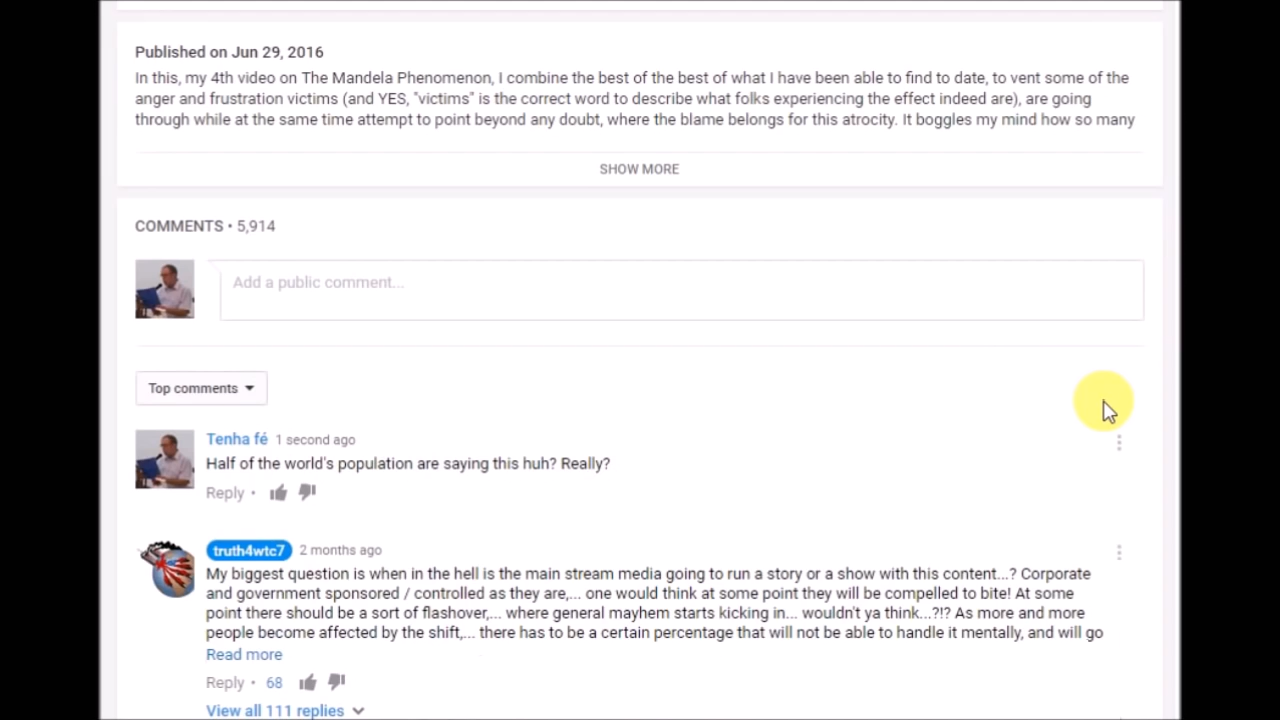 Published on Jun 29, 2016
In this, my 4th video on The Mandela Phenomenon, I combine the best of the best of what I have been able to find to date, to vent some of the
anger and frustration victims (and YES, "victims" is the correct word to describe what folks experiencing the effect indeed are), are going
through while at the same time attempt to point beyond any doubt, where the blame belongs for this atrocity. It boggles my mind how so many
SHOW MORE
COMMENTS • 5,914
Add a public comment...
Top comments
Tenha fé 1 second ago
Half of the world's population are saying this huh? Really?
Reply •
truth4wtc7 2 months ago
My biggest question is when in the hell is the main stream media going to run a story or a show with this content...? Corporate
and government sponsored / controlled as they are,... one would think at some point they will be compelled to bite! At some
point there should be a sort of flashover,... where general mayhem starts kicking in... wouldn't ya think...?!? As more and more
people become affected by the shift,... there has to be a certain percentage that will not be able to handle it mentally, and will go
Read more
Reply • 68
View all 111 replies